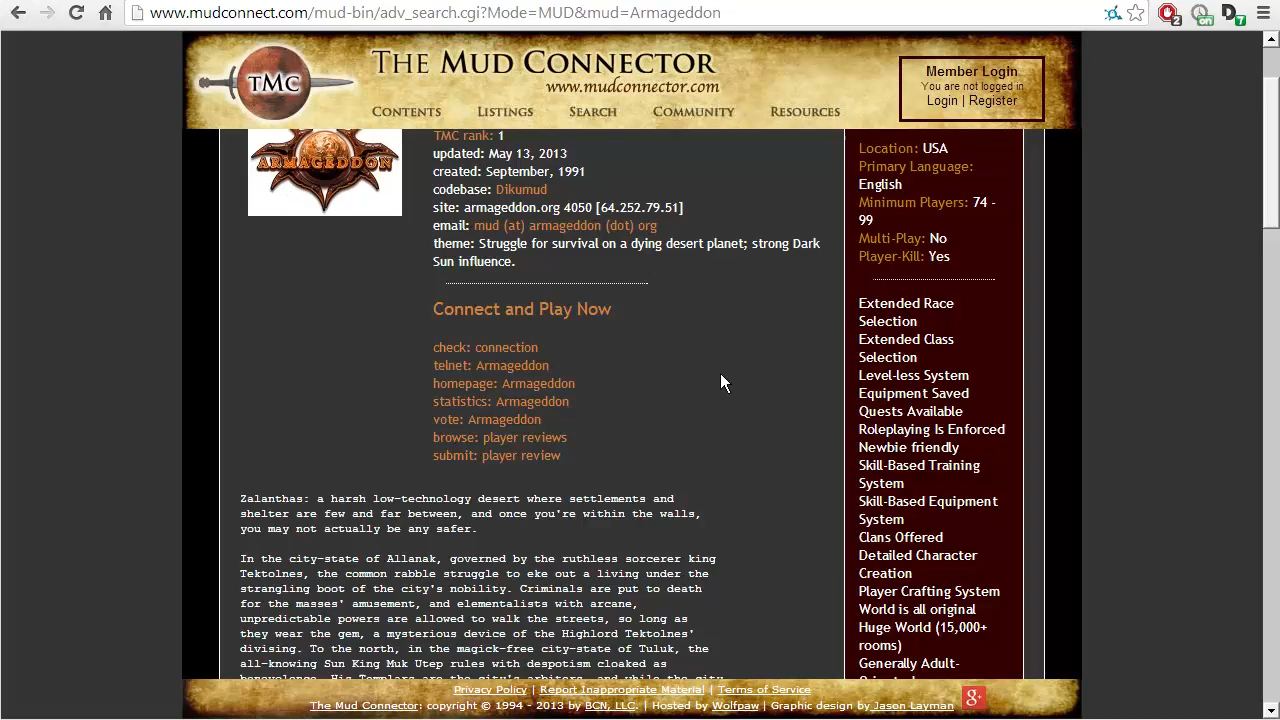 www.mudconnect.com/mud-bin/adv_search.cgi?Mode=MUD&mud=Armageddon
2
on
7
TMC
THE MUD CONNECTOR
www.mudconnector.com
CONTENTS LISTINGS SEARCH COMMUNITY RESOURCES
Member Login
You are not logged in
Login | Register
ARMAGEDDON
TMC rank: 1
updated: May 13, 2013
created: September, 1991
codebase: Dikumud
site: armageddon.org 4050 [64.252.79.51]
email: mud (at) armageddon (dot) org
theme: Struggle for survival on a dying desert planet; strong Dark
Sun influence.
Connect and Play Now
check: connection
telnet: Armageddon
homepage: Armageddon
statistics: Armageddon
vote: Armageddon
browse: player reviews
submit: player review
Zalanthas: a harsh low-technology desert where settlements and
shelter are few and far between, and once you're within the walls,
you may not actually be any safer.
In the city-state of Allanak, governed by the ruthless sorcerer king
Tektolnes, the common rabble struggle to eke out a living under the
strangling boot of the city's nobility. Criminals are put to death
for the masses' amusement, and elementalists with arcane,
unpredictable powers are allowed to walk the streets, so long as
they wear the gem, a mysterious device of the Highlord Tektolnes'
divising. To the north, in the magick-free city-state of Tuluk, the
all-knowing Sun King Muk Utep rules with despotism cloaked as
benevolence. His Templars are the city's arbiters, and while the city
Location: USA
Primary Language:
English
Minimum Players: 74 -
99
Multi-Play: No
Player-Kill: Yes
Extended Race
Selection
Extended Class
Selection
Level-less System
Equipment Saved
Quests Available
Roleplaying Is Enforced
Newbie friendly
Skill-Based Training
System
Skill-Based Equipment
System
Clans Offered
Detailed Character
Creation
Player Crafting System
World is all original
Huge World (15,000+
rooms)
Generally Adult-
Privacy Policy | Report Inappropriate Material | Terms of Service
The Mud Connector: copyright © 1994 - 2013 by BCN, LLC. | Hosted by Wolfpaw | Graphic design by Jason Layman
g+